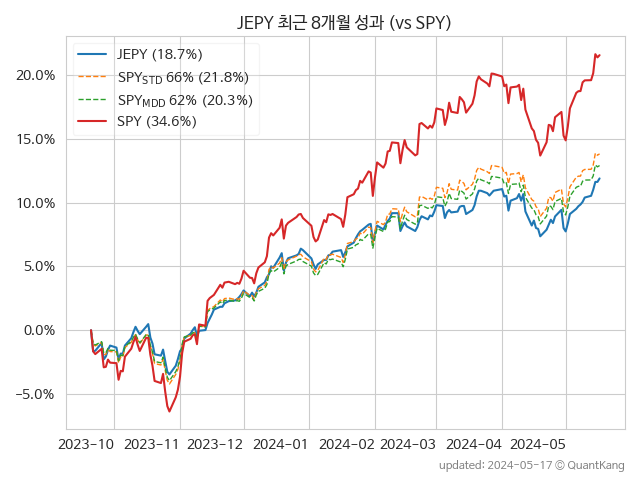 JEPY 최근 8개월 성과 (vs SPY)
JEPY (18.7%)
SPY_STD 66% (21.8%)
SPY_MDD 62% (20.3%)
SPY (34.6%)
20.0%
15.0%
10.0%
5.0%
0.0%
−5.0%
2023−10 2023−11 2023−12 2024−01 2024−02 2024−03 2024−04 2024−05
updated: 2024−05−17 © QuantKang